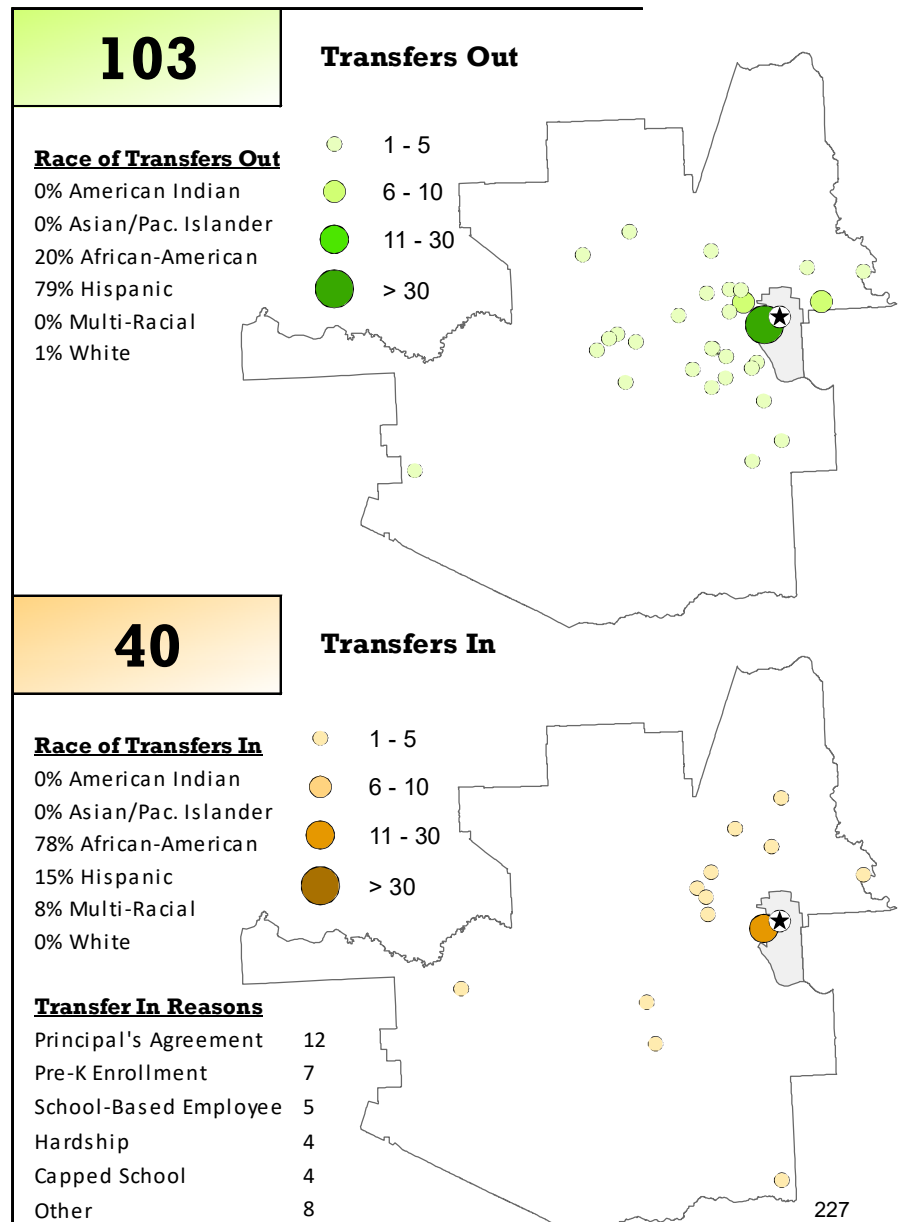 103
Transfers Out
Race of Transfers Out
0% American Indian
0% Asian/Pac. Islander
20% African-American
79% Hispanic
0% Multi-Racial
1% White
1 - 5
6 - 10
11 - 30
> 30
40
Transfers In
Race of Transfers In
0% American Indian
0% Asian/Pac. Islander
78% African-American
15% Hispanic
8% Multi-Racial
0% White
1 - 5
6 - 10
11 - 30
> 30
Transfer In Reasons
Principal's Agreement 12
Pre-K Enrollment 7
School-Based Employee 5
Hardship 4
Capped School 4
Other 8
227